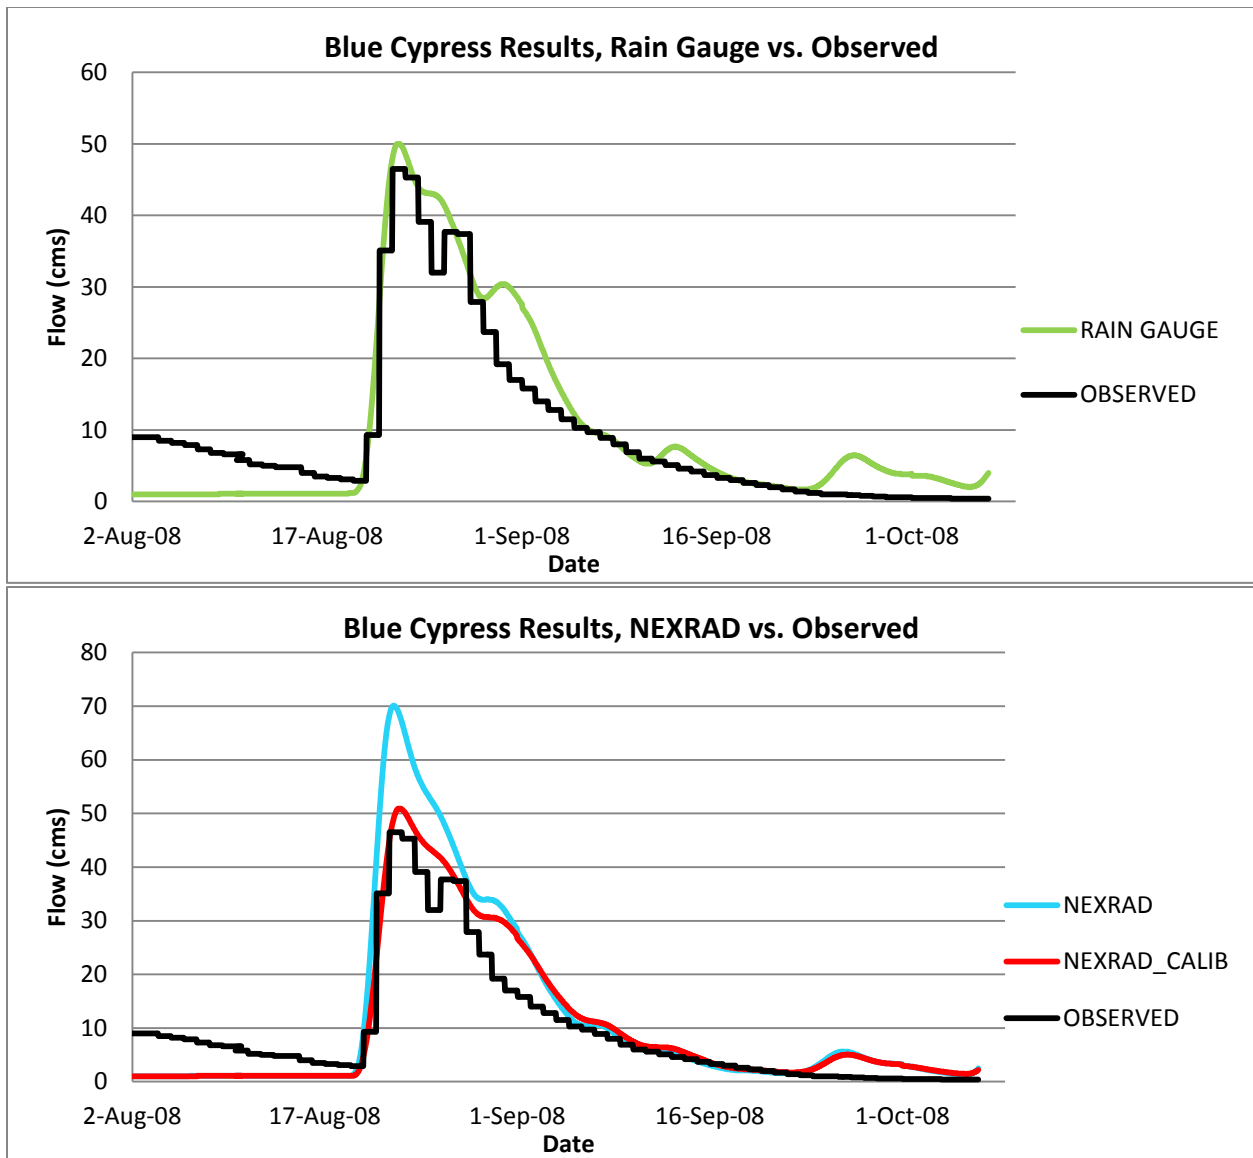 Blue Cypress Results, Rain Gauge vs. Observed
60
50
40
30
20
10
0
Flow (cms)
2-Aug-08 17-Aug-08 1-Sep-08 16-Sep-08 1-Oct-08
Date
RAIN GAUGE
OBSERVED
Blue Cypress Results, NEXRAD vs. Observed
80
70
60
50
40
30
20
10
0
Flow (cms)
2-Aug-08 17-Aug-08 1-Sep-08 16-Sep-08 1-Oct-08
Date
NEXRAD
NEXRAD_CALIB
OBSERVED